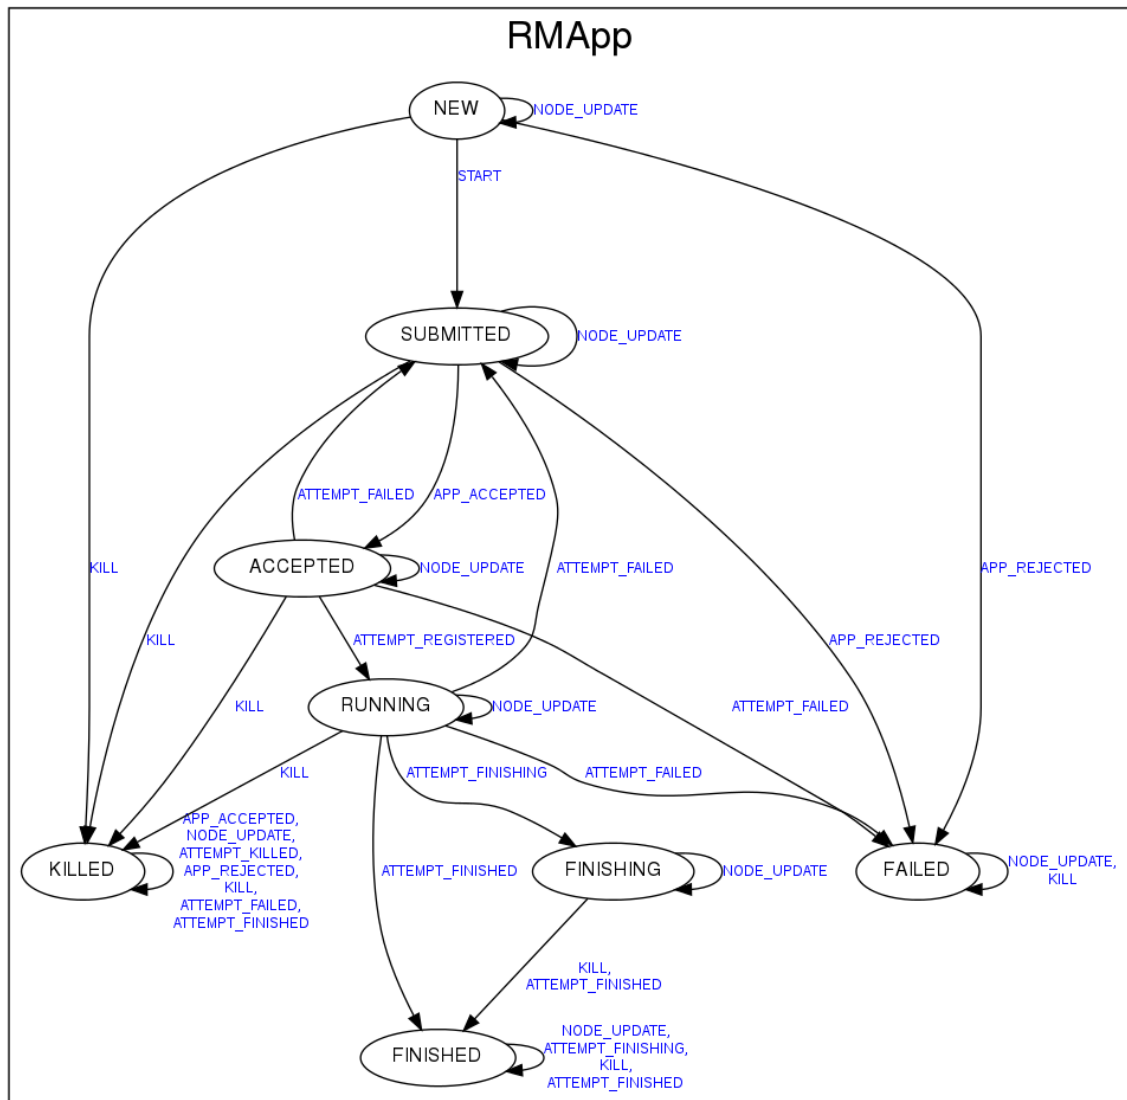 RMApp
NEW
NODE_UPDATE
START
SUBMITTED
NODE_UPDATE
ATTEMPT_FAILED
APP_ACCEPTED
ACCEPTED
NODE_UPDATE
KILL
ATTEMPT_FAILED
APP_REJECTED
KILL
ATTEMPT_REGISTERED
APP_REJECTED
KILL
RUNNING
NODE_UPDATE
ATTEMPT_FAILED
KILL
ATTEMPT_FINISHING
ATTEMPT_FAILED
KILLED
APP_ACCEPTED,
NODE_UPDATE,
ATTEMPT_KILLED,
APP_REJECTED,
KILL,
ATTEMPT_FAILED,
ATTEMPT_FINISHED
ATTEMPT_FINISHED
FINISHING
NODE_UPDATE
FAILED
NODE_UPDATE,
KILL
KILL,
ATTEMPT_FINISHED
FINISHED
NODE_UPDATE,
ATTEMPT_FINISHING,
KILL,
ATTEMPT_FINISHED